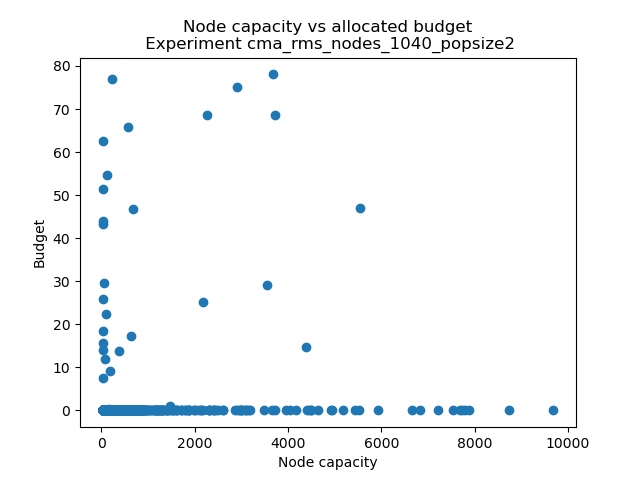 Node capacity vs allocated budget
Experiment cma_rms_nodes_1040_popsize2
80
70
60
50
40
30
20
10
0
Budget
0 2000 4000 6000 8000 10000
Node capacity